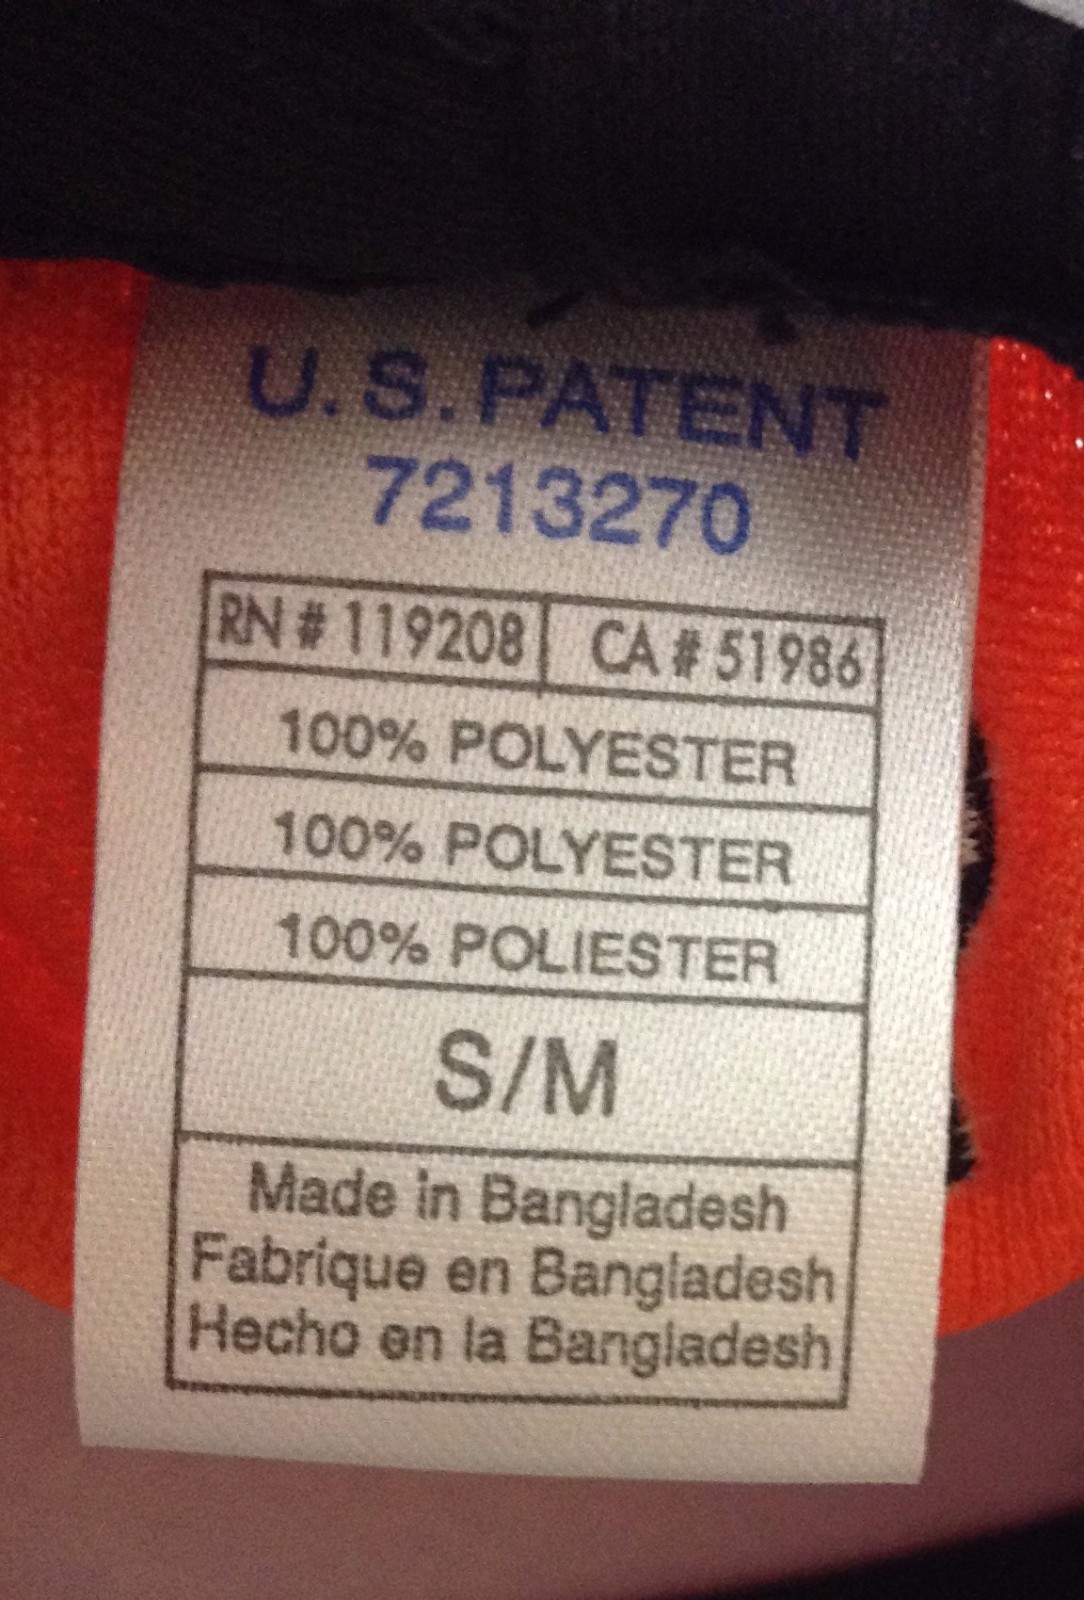 U.S. PATENT
7213270
RN # 119208 CA # 51986
100% POLYESTER
100% POLYESTER
100% POLIESTER
S/M
Made in Bangladesh
Fabrique en Bangladesh
Hecho en la Bangladesh